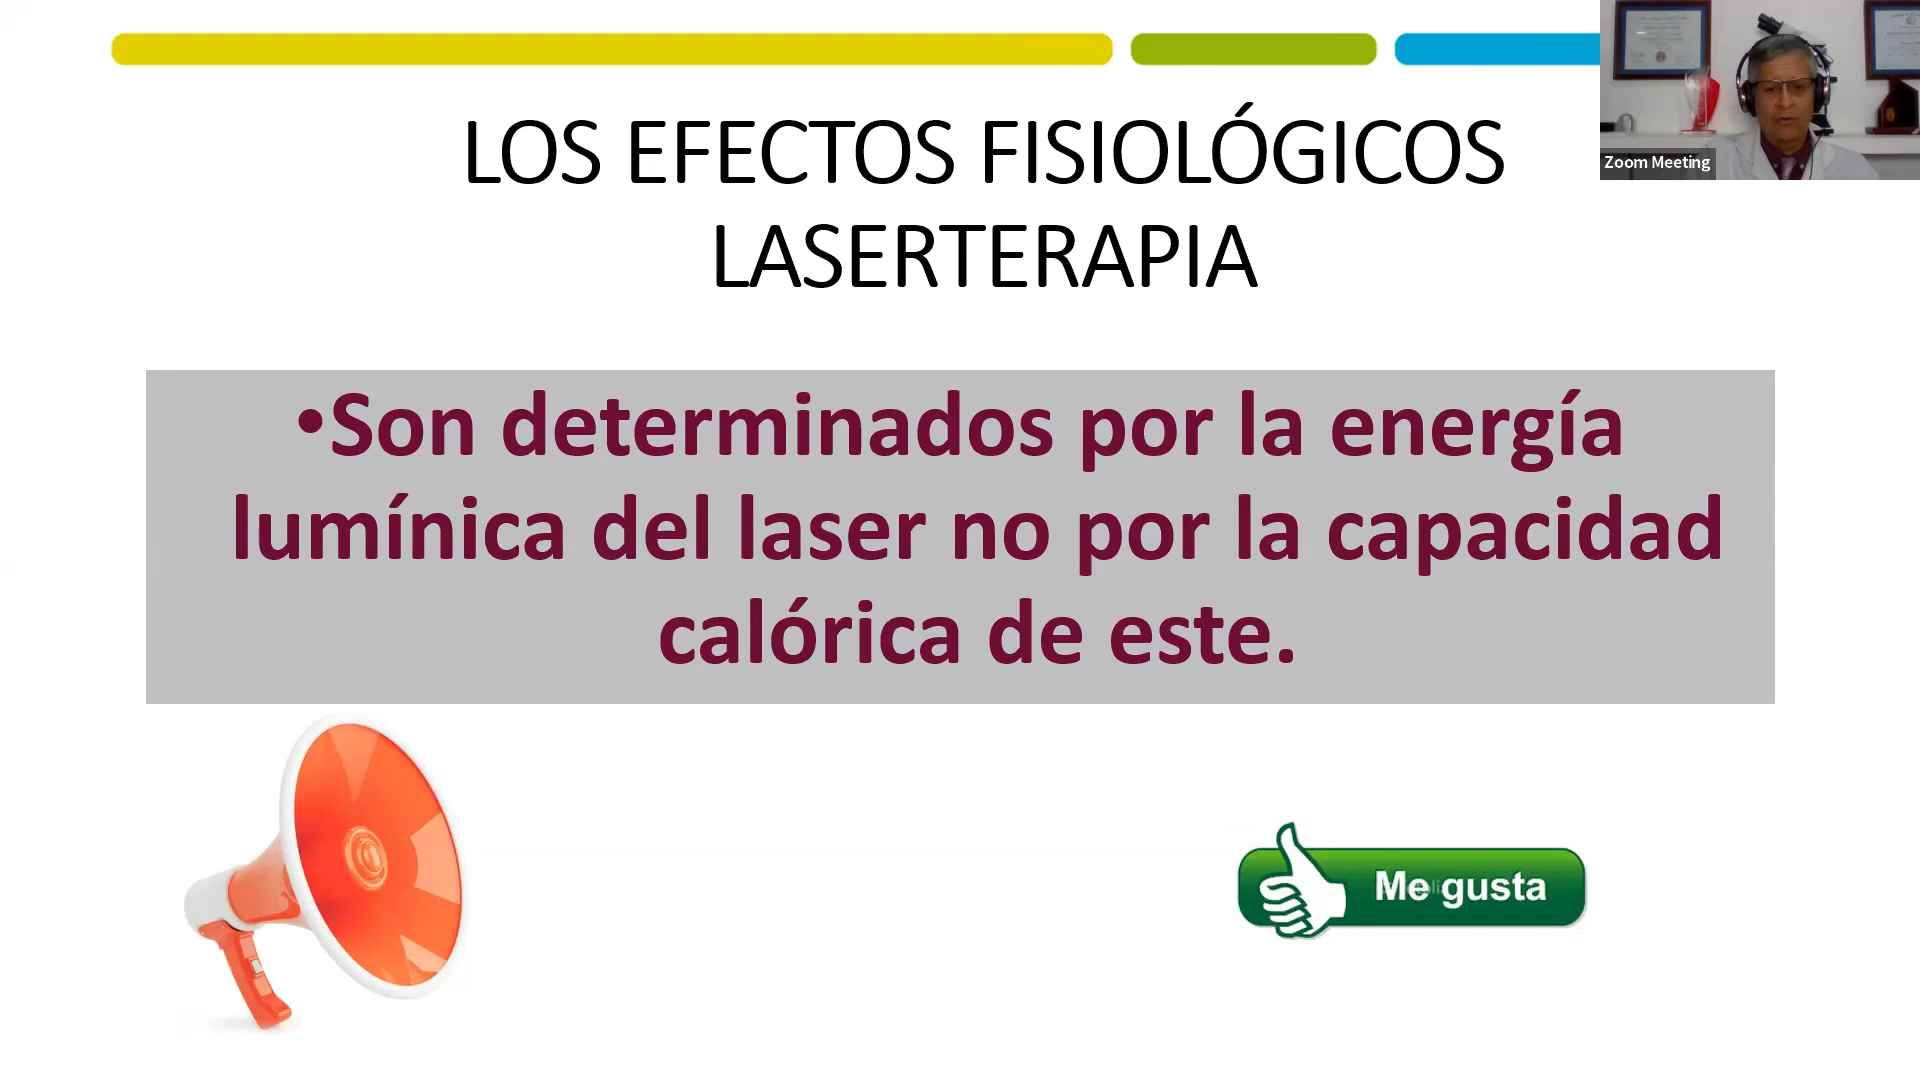 LOS EFECTOS FISIOLÓGICOS
LASERTERAPIA
Zoom Meeting
•Son determinados por la energía
lumínica del laser no por la capacidad
calórica de este.
Me gusta